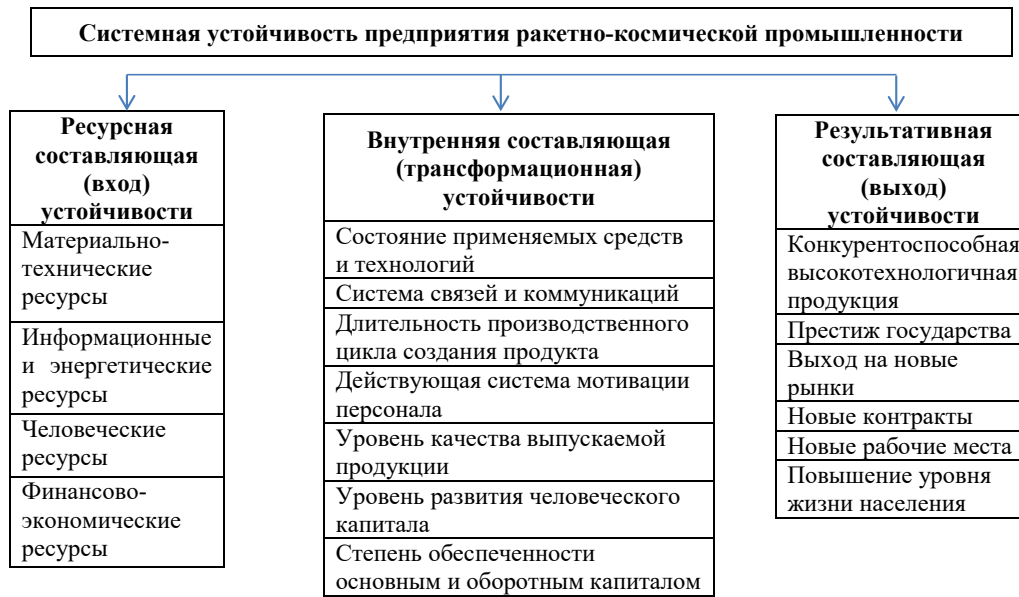 Системная устойчивость предприятия ракетно-космической промышленности
Ресурсная
составляющая
(вход)
устойчивости
Материально-
технические
ресурсы
Информационные
и энергетические
ресурсы
Человеческие
ресурсы
Финансово-
экономические
ресурсы
Внутренняя составляющая
(трансформационная)
устойчивости
Состояние применяемых средств
и технологий
Система связей и коммуникаций
Длительность производственного
цикла создания продукта
Действующая система мотивации
персонала
Уровень качества выпускаемой
продукции
Уровень развития человеческого
капитала
Степень обеспеченности
основным и оборотным капиталом
Результативная
составляющая
(выход)
устойчивости
Конкурентоспособная
высокотехнологичная
продукция
Престиж государства
Выход на новые
рынки
Новые контракты
Новые рабочие места
Повышение уровня
жизни населения